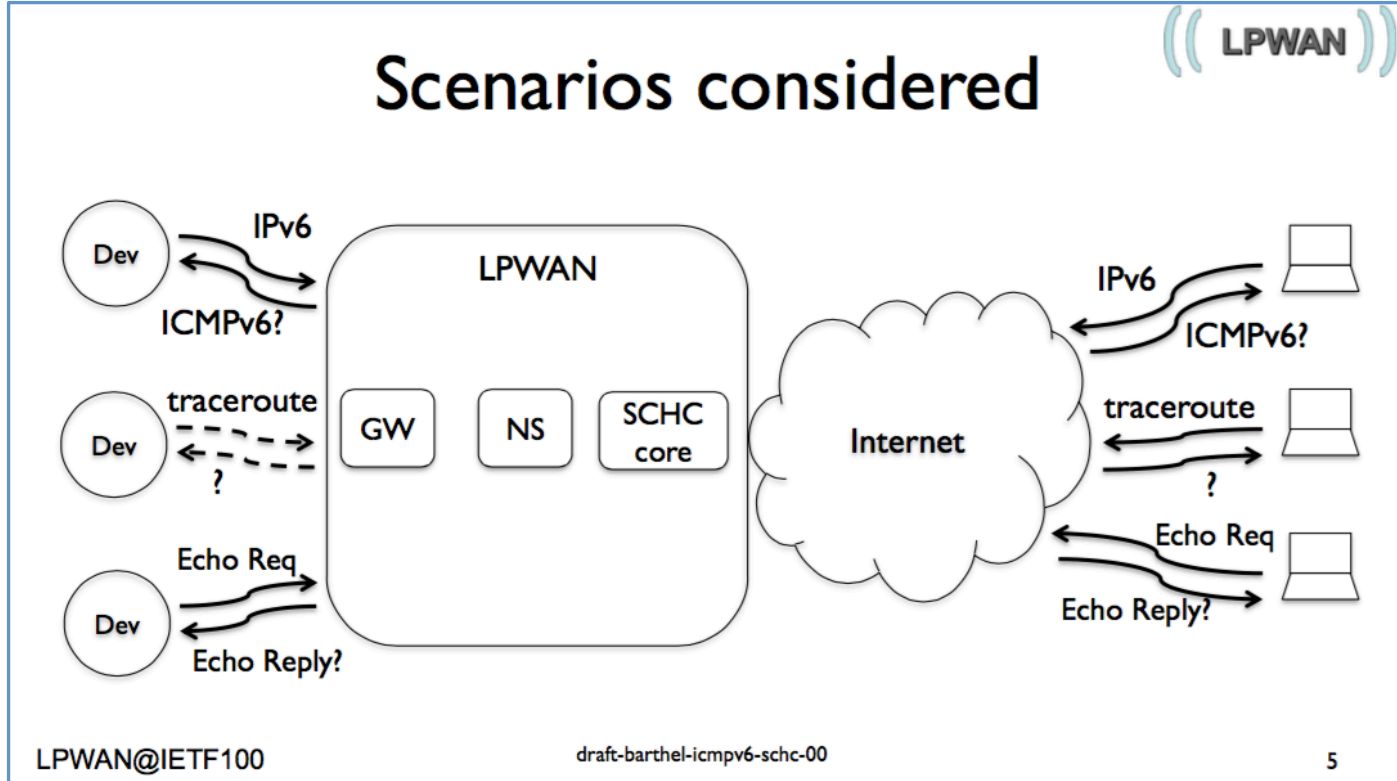 LPWAN
Scenarios considered
Dev
IPv6
ICMPv6?
Dev
traceroute
?
Dev
Echo Req
Echo Reply?
LPWAN
GW
NS
SCHC
core
Internet
IPv6
ICMPv6?
traceroute
?
Echo Req
Echo Reply?
LPWAN@IETF100
draft-barthel-icmpv6-schc-00
5